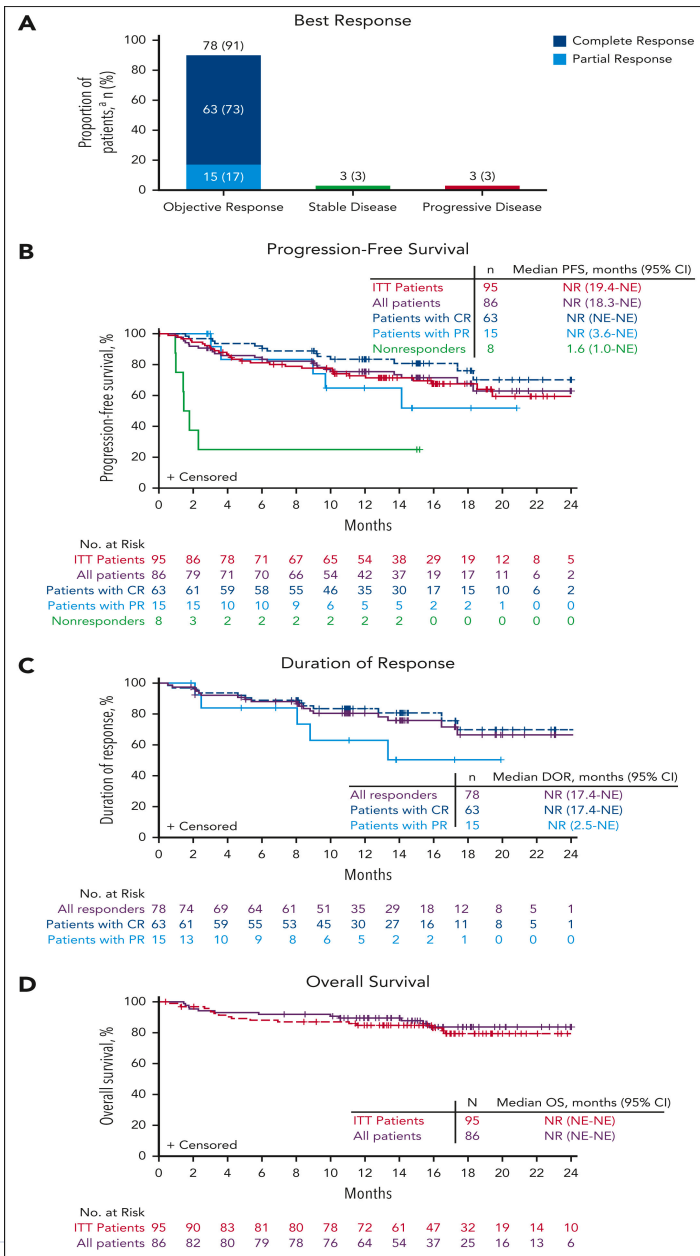 A
Best Response
Complete Response
Partial Response
Proportion of
patients,a n (%)
100
80
60
40
20
0
78 (91)
63 (73)
15 (17)
3 (3)
3 (3)
Objective Response
Stable Disease
Progressive Disease
B
Progression-Free Survival
n Median PFS, months (95% CI)
ITT Patients 95 NR (19.4-NE)
All patients 86 NR (18.3-NE)
Patients with CR 63 NR (NE-NE)
Patients with PR 15 NR (3.6-NE)
Nonresponders 8 1.6 (1.0-NE)
Progression-free survival, %
100
80
60
40
20
0
+ Censored
0 2 4 6 8 10 12 14 16 18 20 22 24
Months
No. at Risk
ITT Patients 95 86 78 71 67 65 54 38 29 19 12 8 5
All patients 86 79 71 70 66 54 42 37 19 17 11 6 2
Patients with CR 63 61 59 58 55 46 35 30 17 15 10 6 2
Patients with PR 15 15 10 10 9 6 5 5 2 2 1 0 0
Nonresponders 8 3 2 2 2 2 2 2 0 0 0 0 0
C
Duration of Response
Duration of response, %
100
80
60
40
20
0
n Median DOR, months (95% CI)
All responders 78 NR (17.4-NE)
Patients with CR 63 NR (17.4-NE)
Patients with PR 15 NR (2.5-NE)
+ Censored
0 2 4 6 8 10 12 14 16 18 20 22 24
Months
No. at Risk
All responders 78 74 69 64 61 51 35 29 18 12 8 5 1
Patients with CR 63 61 59 55 53 45 30 27 16 11 8 5 1
Patients with PR 15 13 10 9 8 6 5 2 2 1 0 0 0
D
Overall Survival
Overall survival, %
100
80
60
40
20
0
N Median OS, months (95% CI)
ITT Patients 95 NR (NE-NE)
All patients 86 NR (NE-NE)
+ Censored
0 2 4 6 8 10 12 14 16 18 20 22 24
Months
No. at Risk
ITT Patients 95 90 83 81 80 78 72 61 47 32 19 14 10
All patients 86 82 80 79 78 76 64 54 37 25 16 13 6